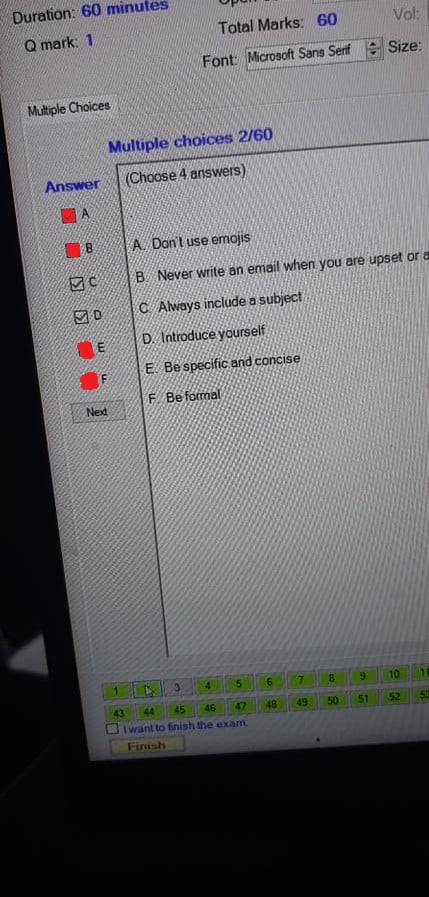 Duration: 60 minutes
Q mark: 1
Total Marks: 60
Vol:
Font: Microsoft Sans Serif
Size:
Multiple Choices
Multiple choices 2/60
Answer
(Choose 4 answers)
A
B
C
D
E
F
Next
A. Don't use emojis
B. Never write an email when you are upset or a
C. Always include a subject
D. Introduce yourself
E. Be specific and concise
F. Be formal
1 3 4 5 6 7 8 9 10 11
43 44 45 46 47 48 49 50 51 52 53
I want to finish the exam.
Finish